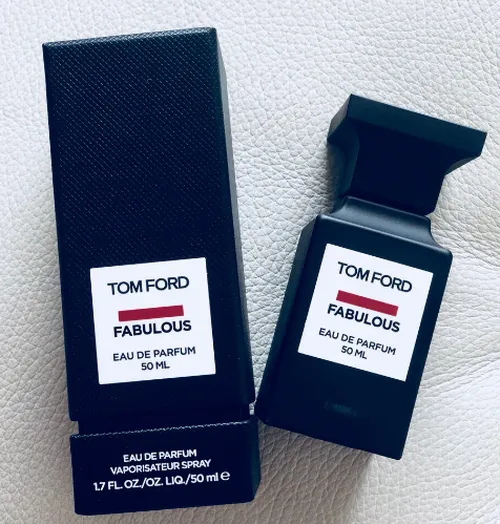 TOM FORD
FABULOUS
EAU DE PARFUM
50 ML
EAU DE PARFUM
VAPORISATEUR SPRAY
1.7 FL. OZ./OZ. LIQ./50 ml ℮
TOM FORD
FABULOUS
EAU DE PARFUM
50 ML